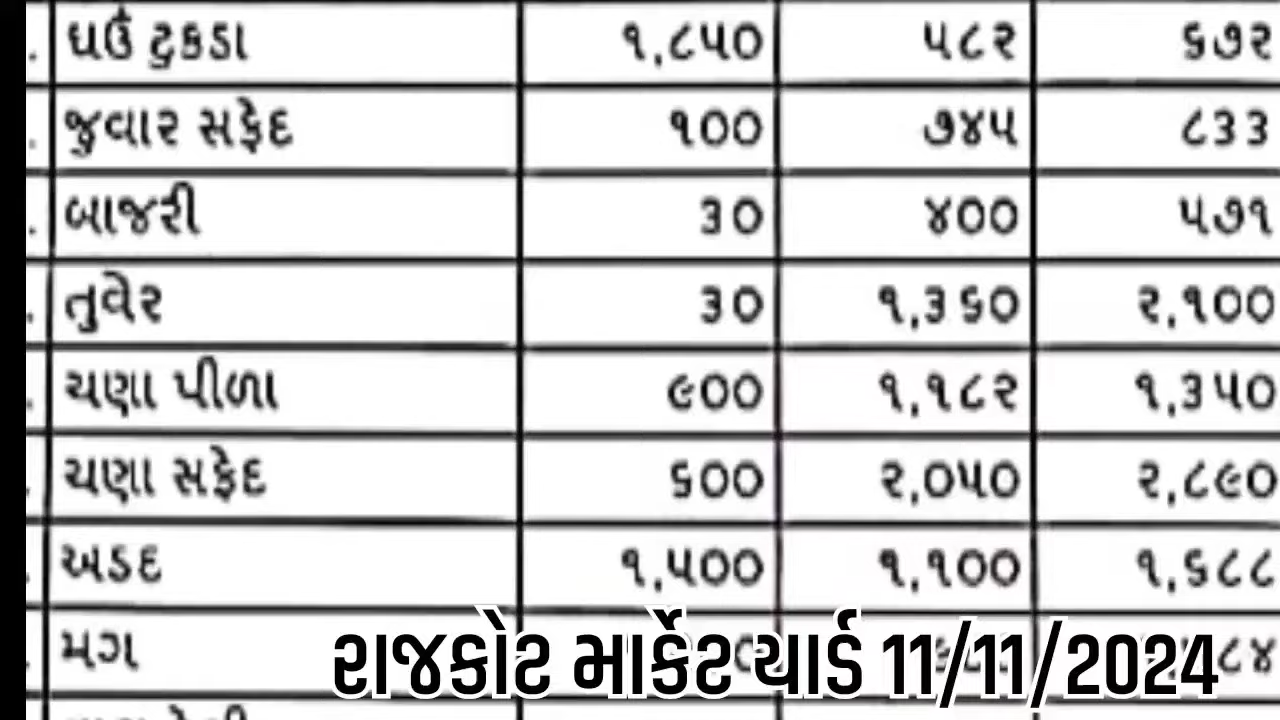 ઘઉં ટુકડા ૧,૮૫૦ ૫૮૨ ૬૭૨
જુવાર સફેદ ૧૦૦ ૭૪૫ ૮૩૩
બાજરી ૩૦ ૪૦૦ ૫૭૧
તુવેર ૩૦ ૧,૩૬૦ ૨,૧૦૦
ચણા પીળા ૯૦૦ ૧,૧૮૨ ૧,૩૫૦
ચણા સફેદ ૬૦૦ ૨,૦૫૦ ૨,૮૯૦
અડદ ૧,૫૦૦ ૧,૧૦૦ ૧,૬૮૮
મગ
રાજકોટ માર્કેટ યાર્ડ 11/11/2024